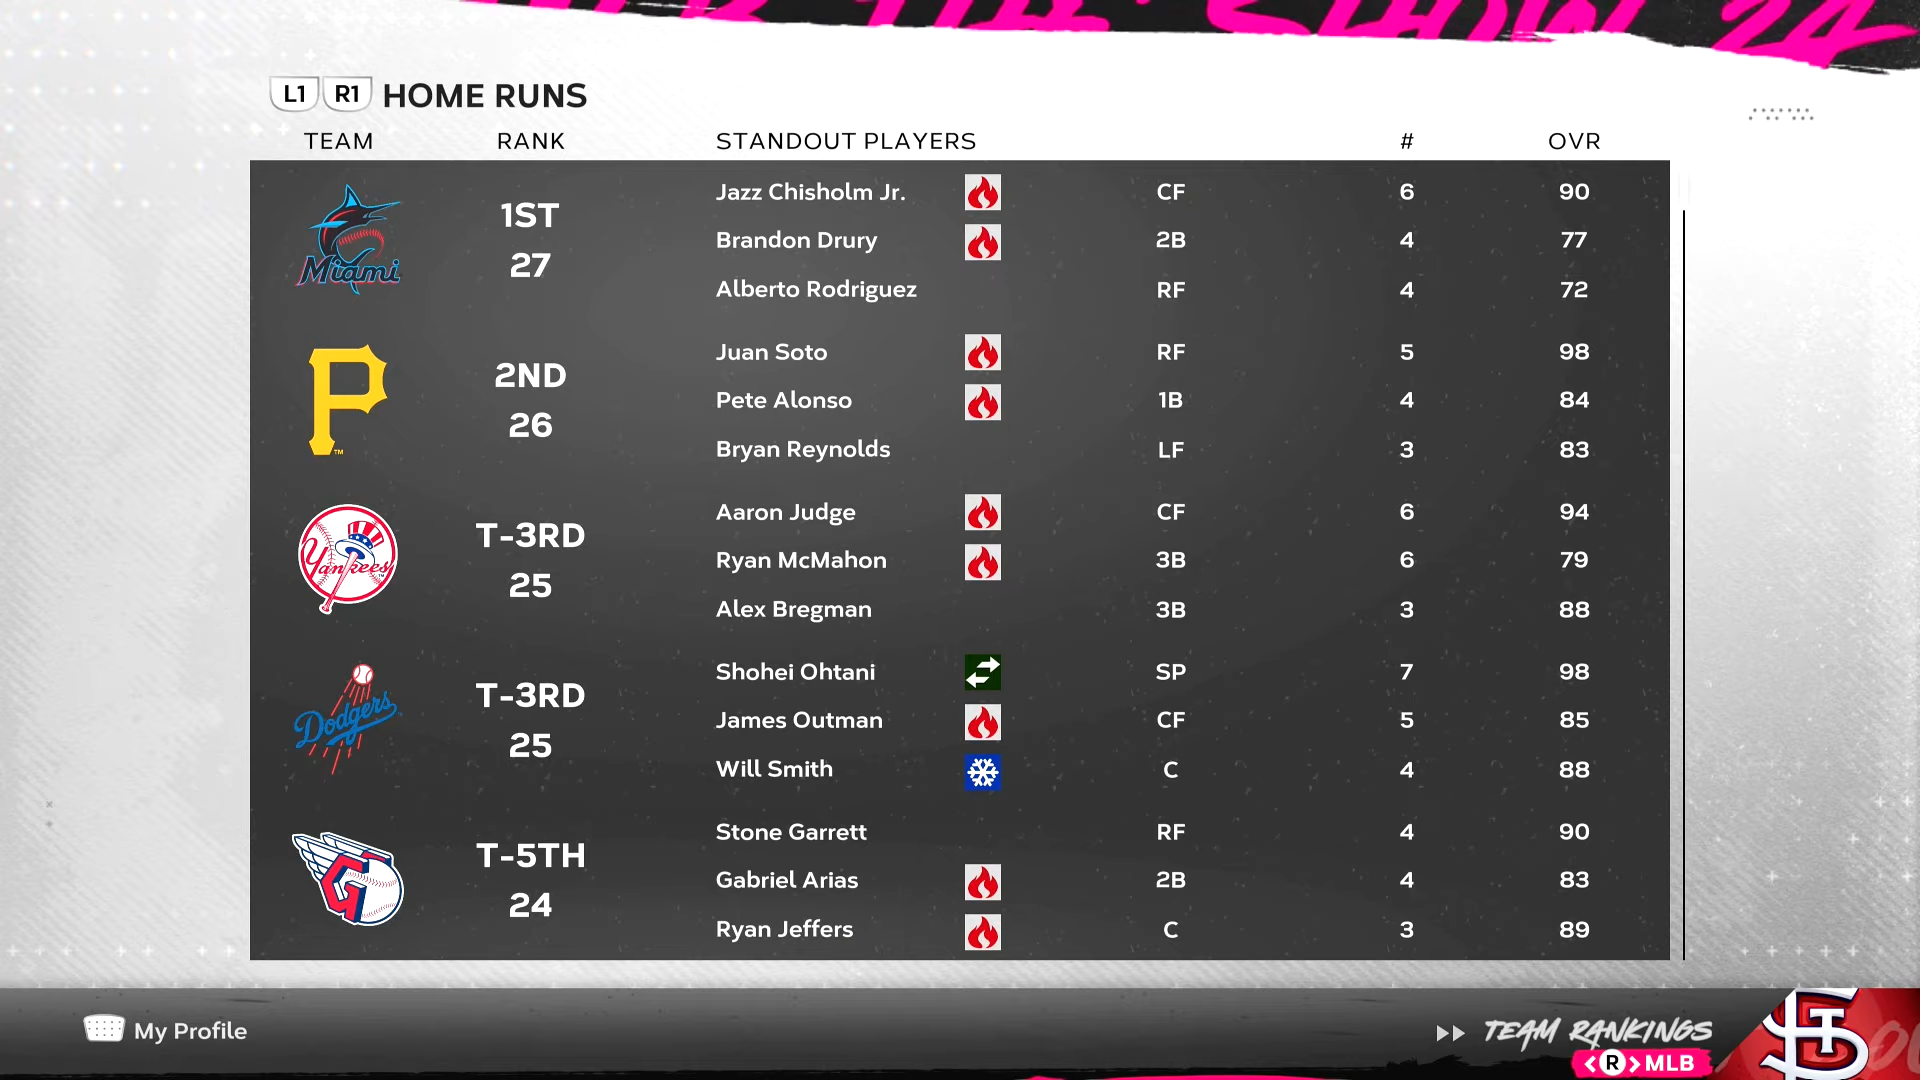 L1 R1 HOME RUNS
TEAM RANK STANDOUT PLAYERS # OVR
Miami
1ST
27
Jazz Chisholm Jr. CF 6 90
Brandon Drury 2B 4 77
Alberto Rodriguez RF 4 72
P
TM
2ND
26
Juan Soto RF 5 98
Pete Alonso 1B 4 84
Bryan Reynolds LF 3 83
Yankees
T-3RD
25
Aaron Judge CF 6 94
Ryan McMahon 3B 6 79
Alex Bregman 3B 3 88
Dodgers
T-3RD
25
Shohei Ohtani SP 7 98
James Outman CF 5 85
Will Smith C 4 88
G
T-5TH
24
Stone Garrett RF 4 90
Gabriel Arias 2B 4 83
Ryan Jeffers C 3 89
My Profile
TEAM RANKINGS
STL
R MLB